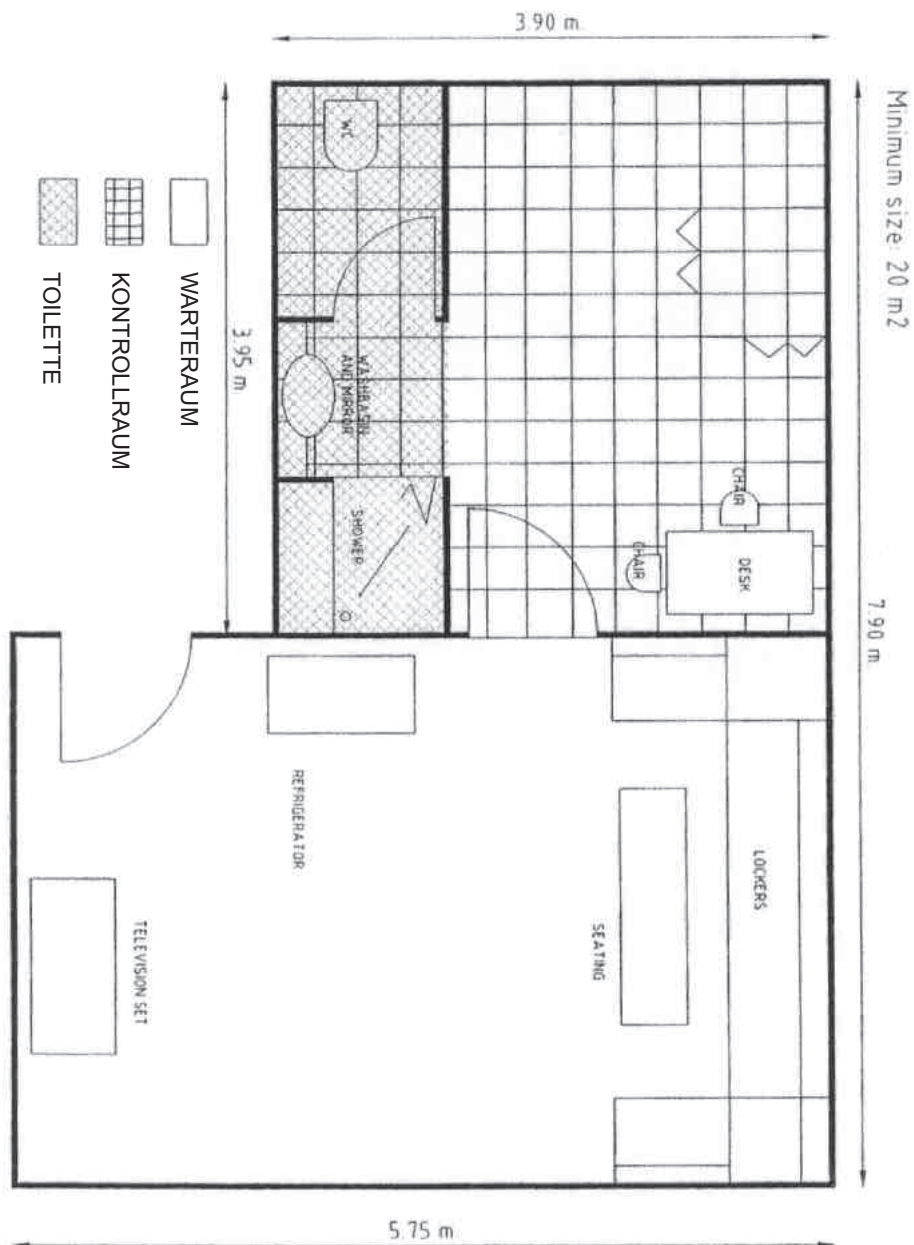 Minimum size: 20 m2
7.90 m.
3.90 m.
5.75 m.
3.95 m.
CHAIR
CHAIR
DESK
LOCKERS
SEATING
WC
WASHBASIN
AND MIRROR
SHOWER
REFRIGERATOR
TELEVISION SET
WARTERAUM
KONTROLLRAUM
TOILETTE